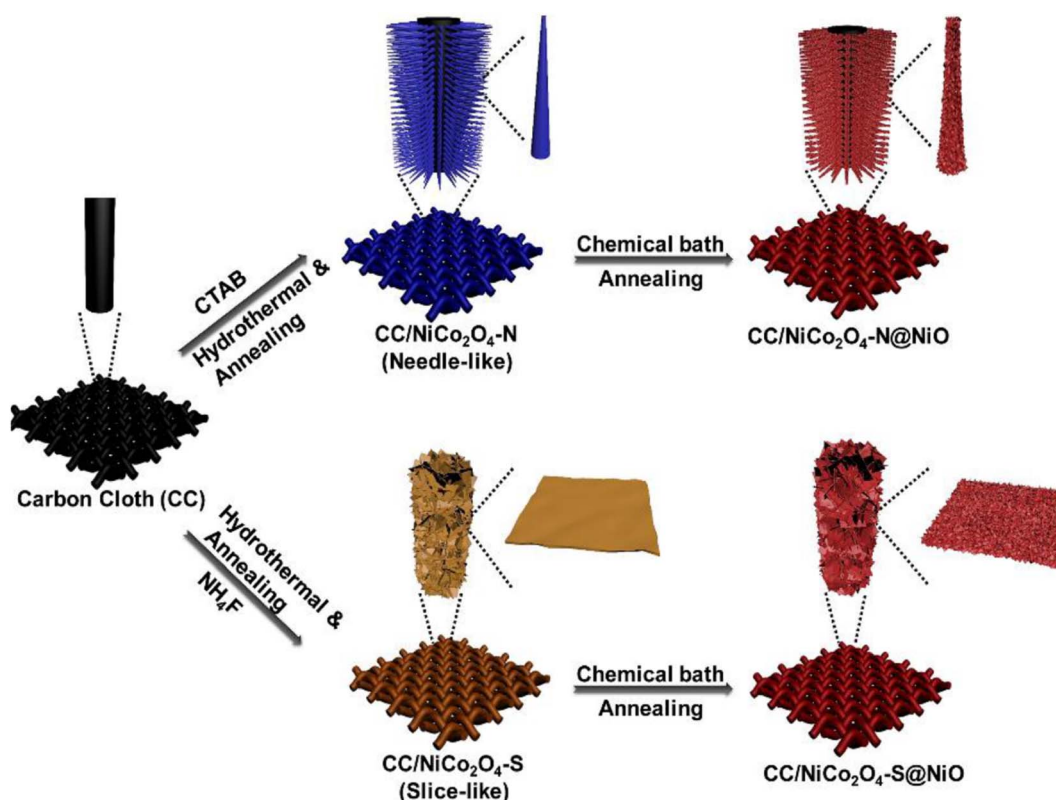 Carbon Cloth (CC)
CTAB
Hydrothermal &
Annealing
CC/NiCo₂O₄-N
(Needle-like)
Chemical bath
Annealing
CC/NiCo₂O₄-N@NiO
Hydrothermal &
Annealing
NH₄F
CC/NiCo₂O₄-S
(Slice-like)
Chemical bath
Annealing
CC/NiCo₂O₄-S@NiO